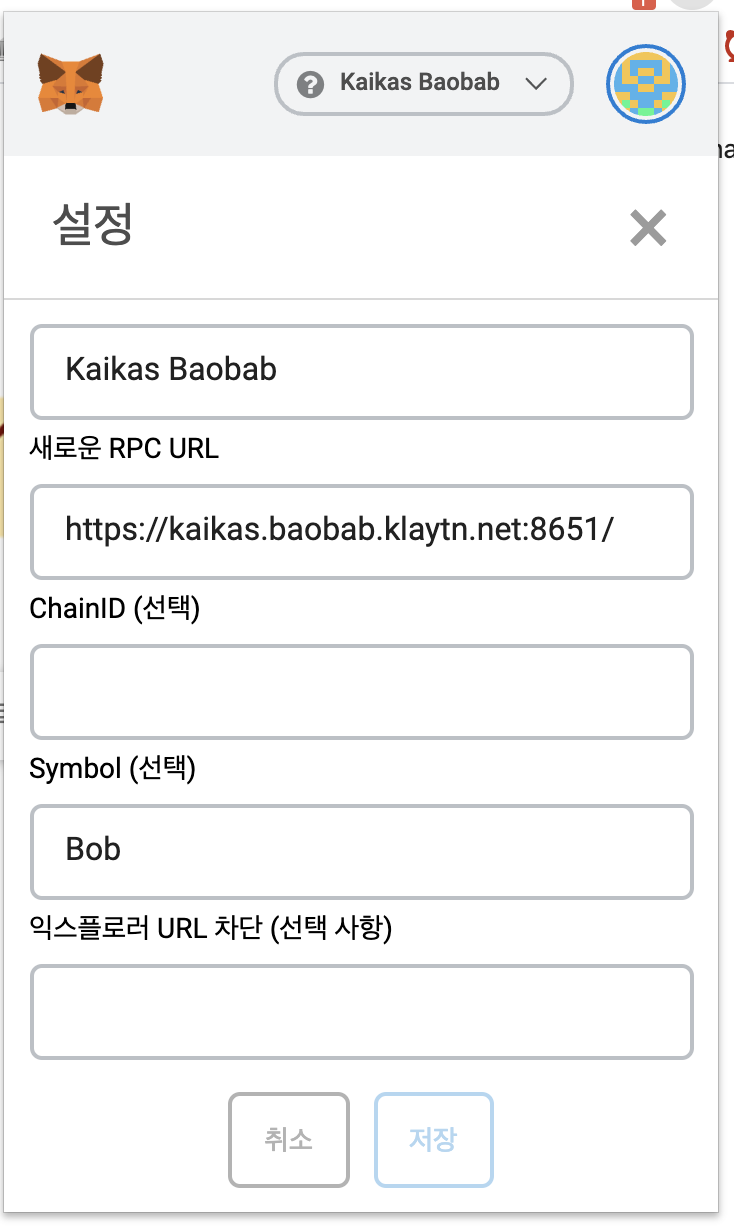 Kaikas Baobab
설정
Kaikas Baobab
새로운 RPC URL
https://kaikas.baobab.klaytn.net:8651/
ChainID (선택)
Symbol (선택)
Bob
익스플로러 URL 차단 (선택 사항)
취소
저장